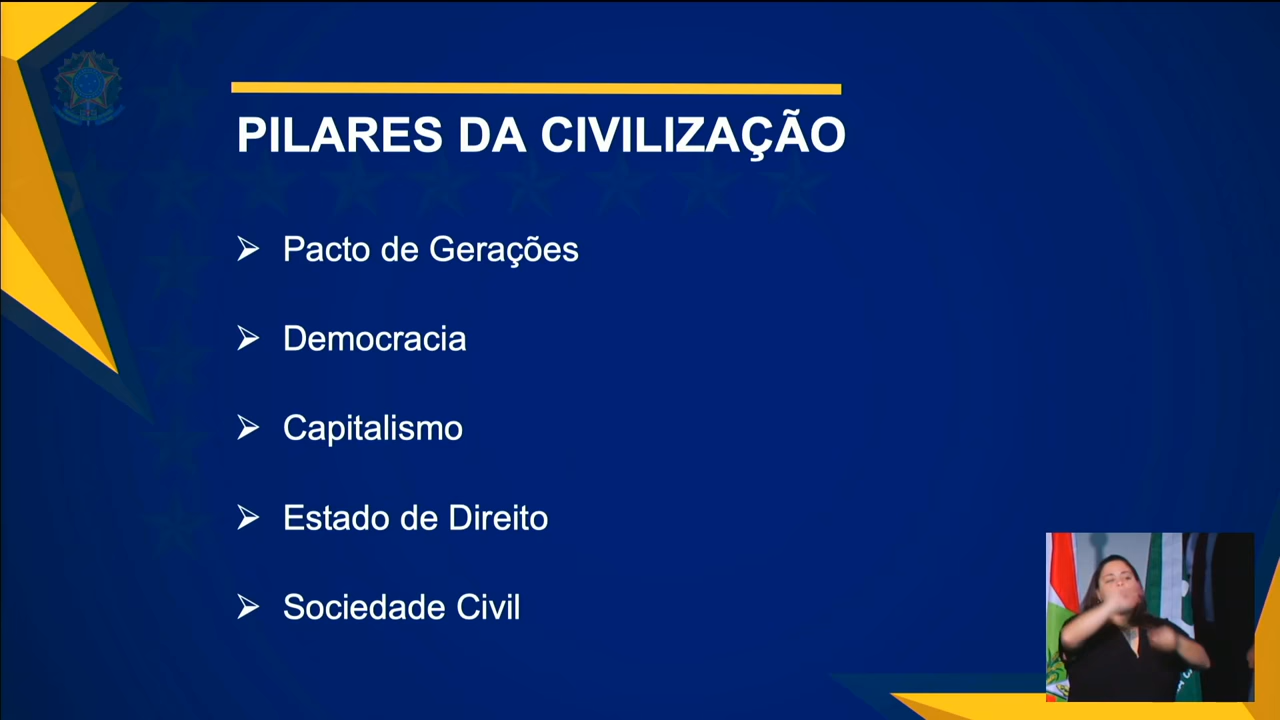 PILARES DA CIVILIZAÇÃO
➢ Pacto de Gerações
➢ Democracia
➢ Capitalismo
➢ Estado de Direito
➢ Sociedade Civil